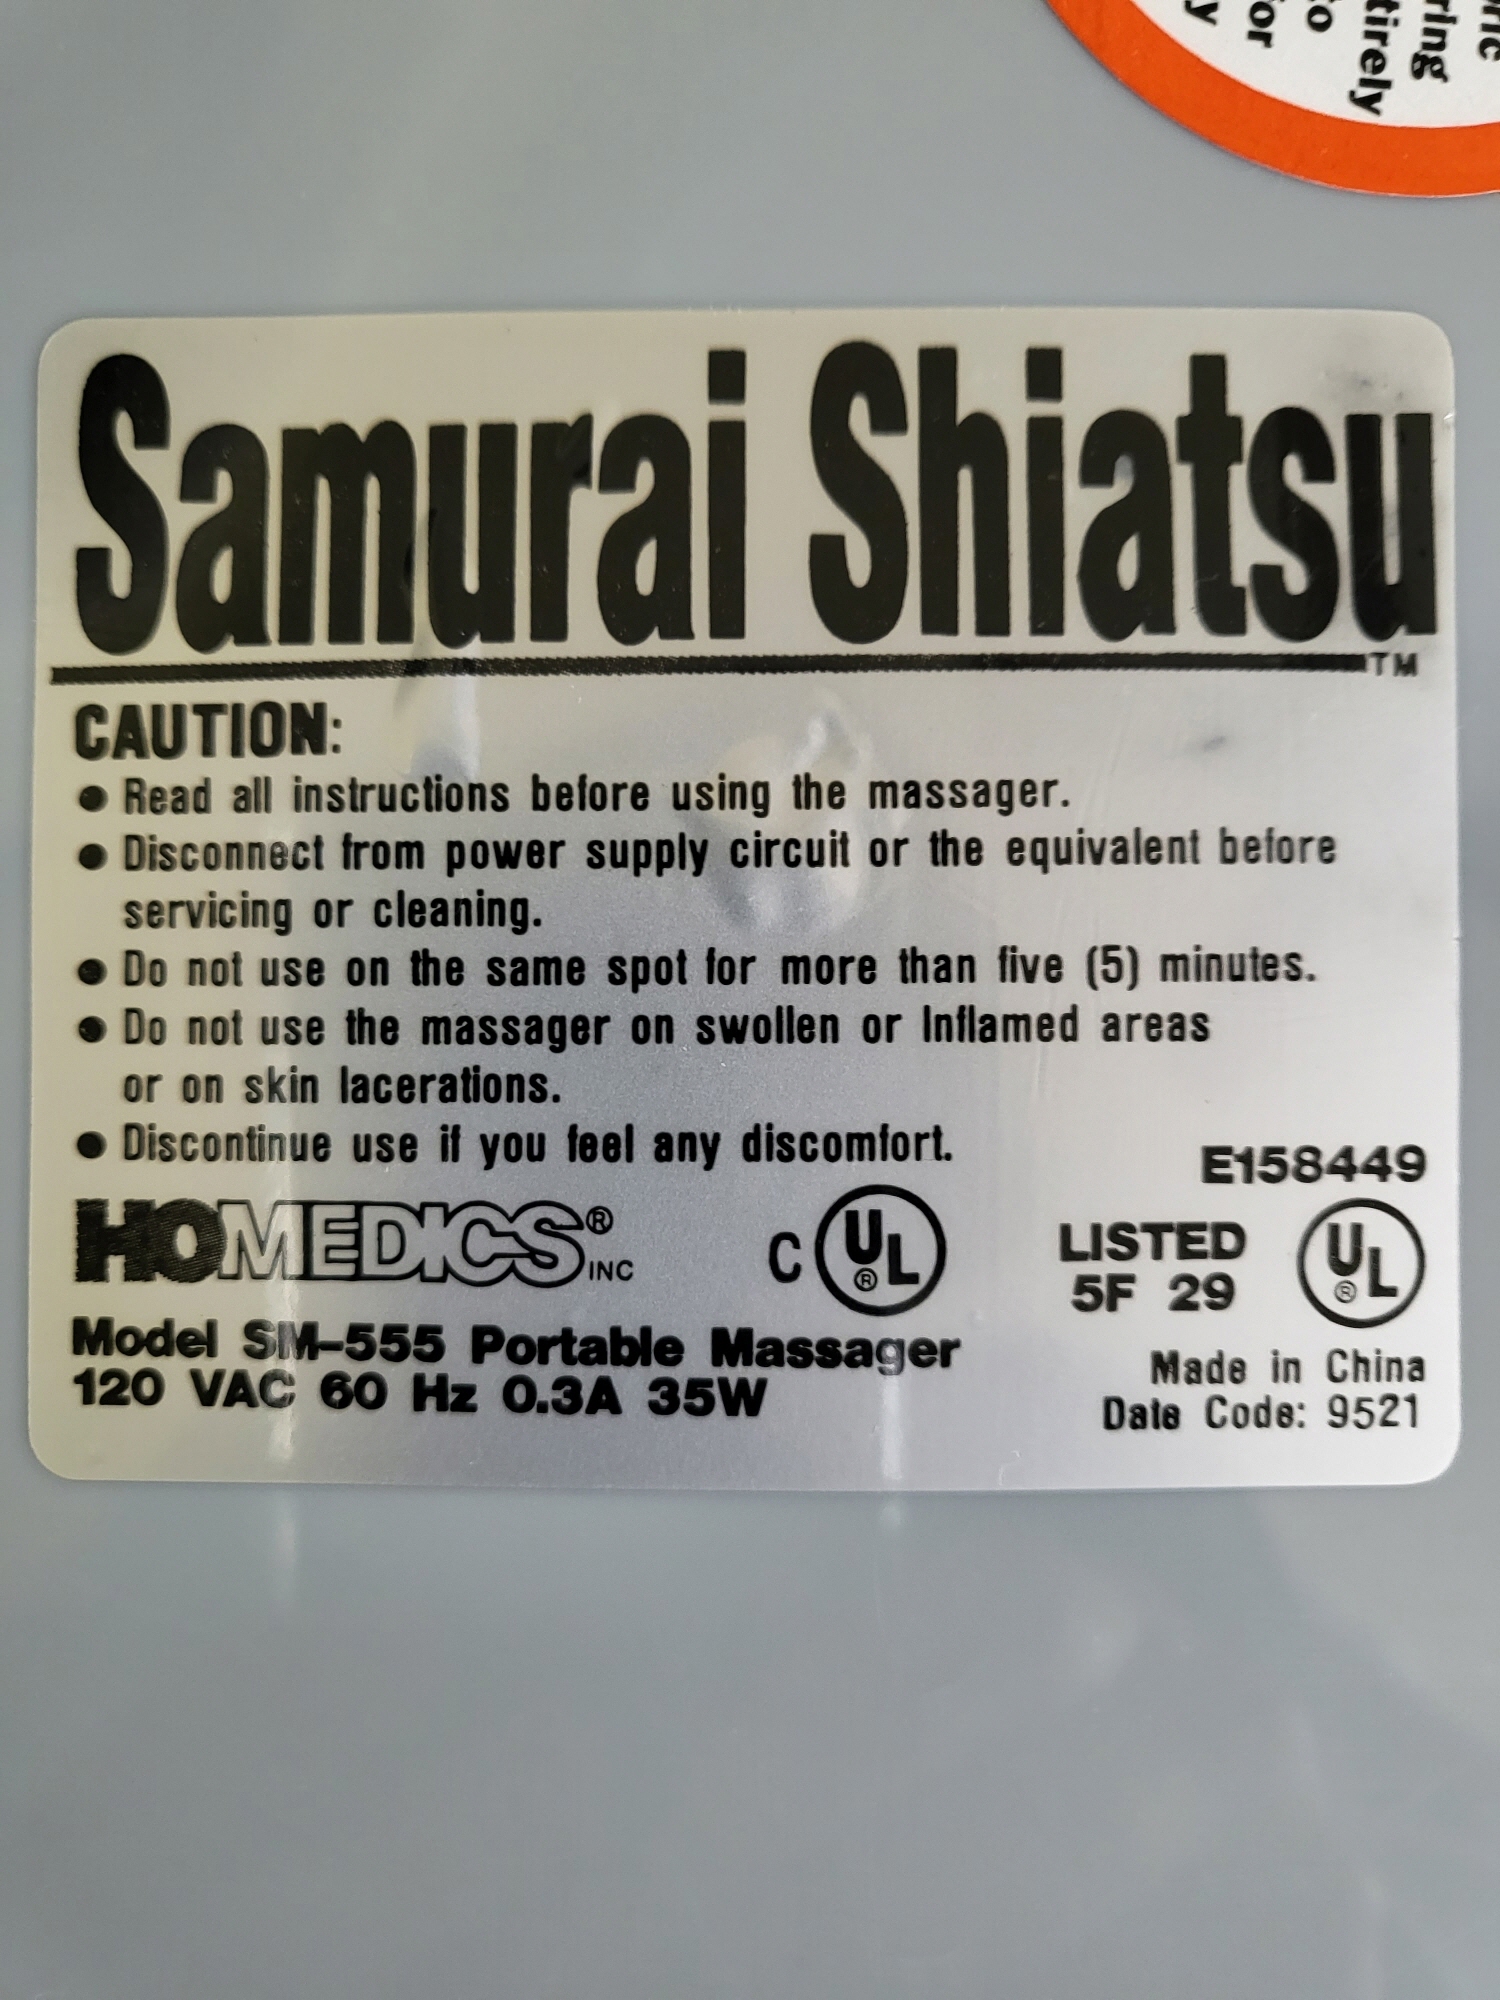 ring
tirely
to
for
Samurai Shiatsu
TM
CAUTION:
● Read all instructions before using the massager.
● Disconnect from power supply circuit or the equivalent before
servicing or cleaning.
● Do not use on the same spot for more than five (5) minutes.
● Do not use the massager on swollen or Inflamed areas
or on skin lacerations.
● Discontinue use if you feel any discomfort.
E158449
HOMEDICS® INC
C UL®
LISTED
5F 29
UL®
Model SM-555 Portable Massager
120 VAC 60 Hz 0.3A 35W
Made in China
Date Code: 9521